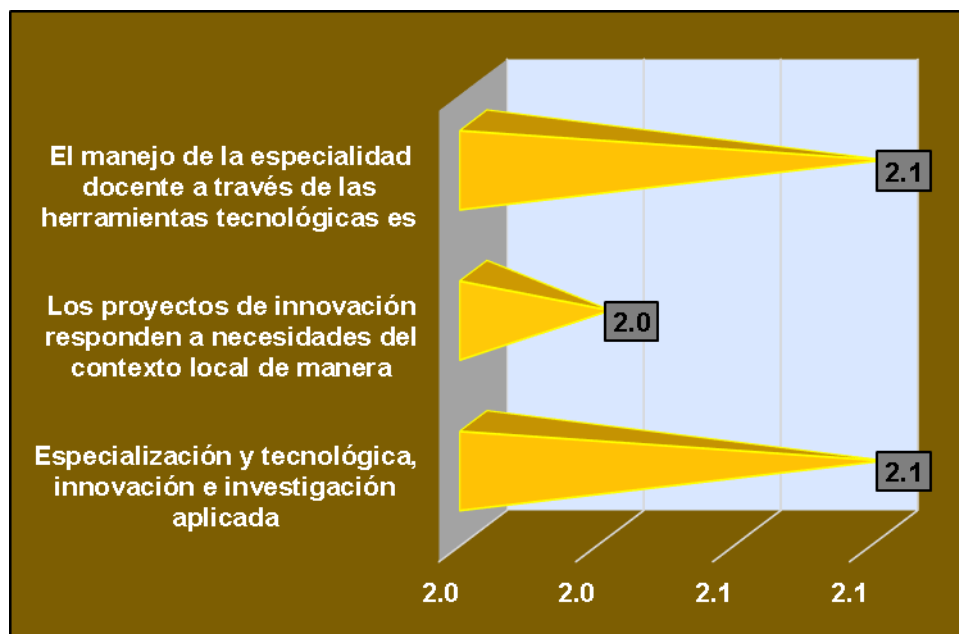 El manejo de la especialidad
docente a través de las
herramientas tecnológicas es
2.1
Los proyectos de innovación
responden a necesidades del
contexto local de manera
2.0
Especialización y tecnológica,
innovación e investigación
aplicada
2.1
2.0 2.0 2.1 2.1